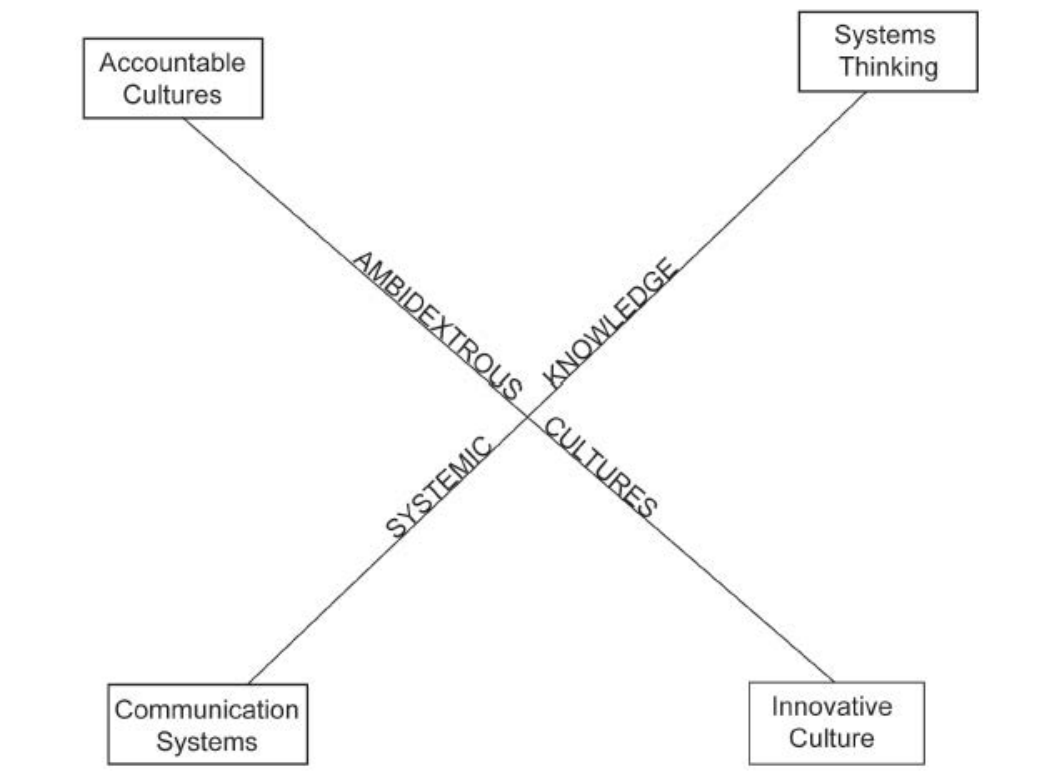 Accountable
Cultures
Systems
Thinking
AMBIDEXTROUS
KNOWLEDGE
SYSTEMIC
CULTURES
Communication
Systems
Innovative
Culture